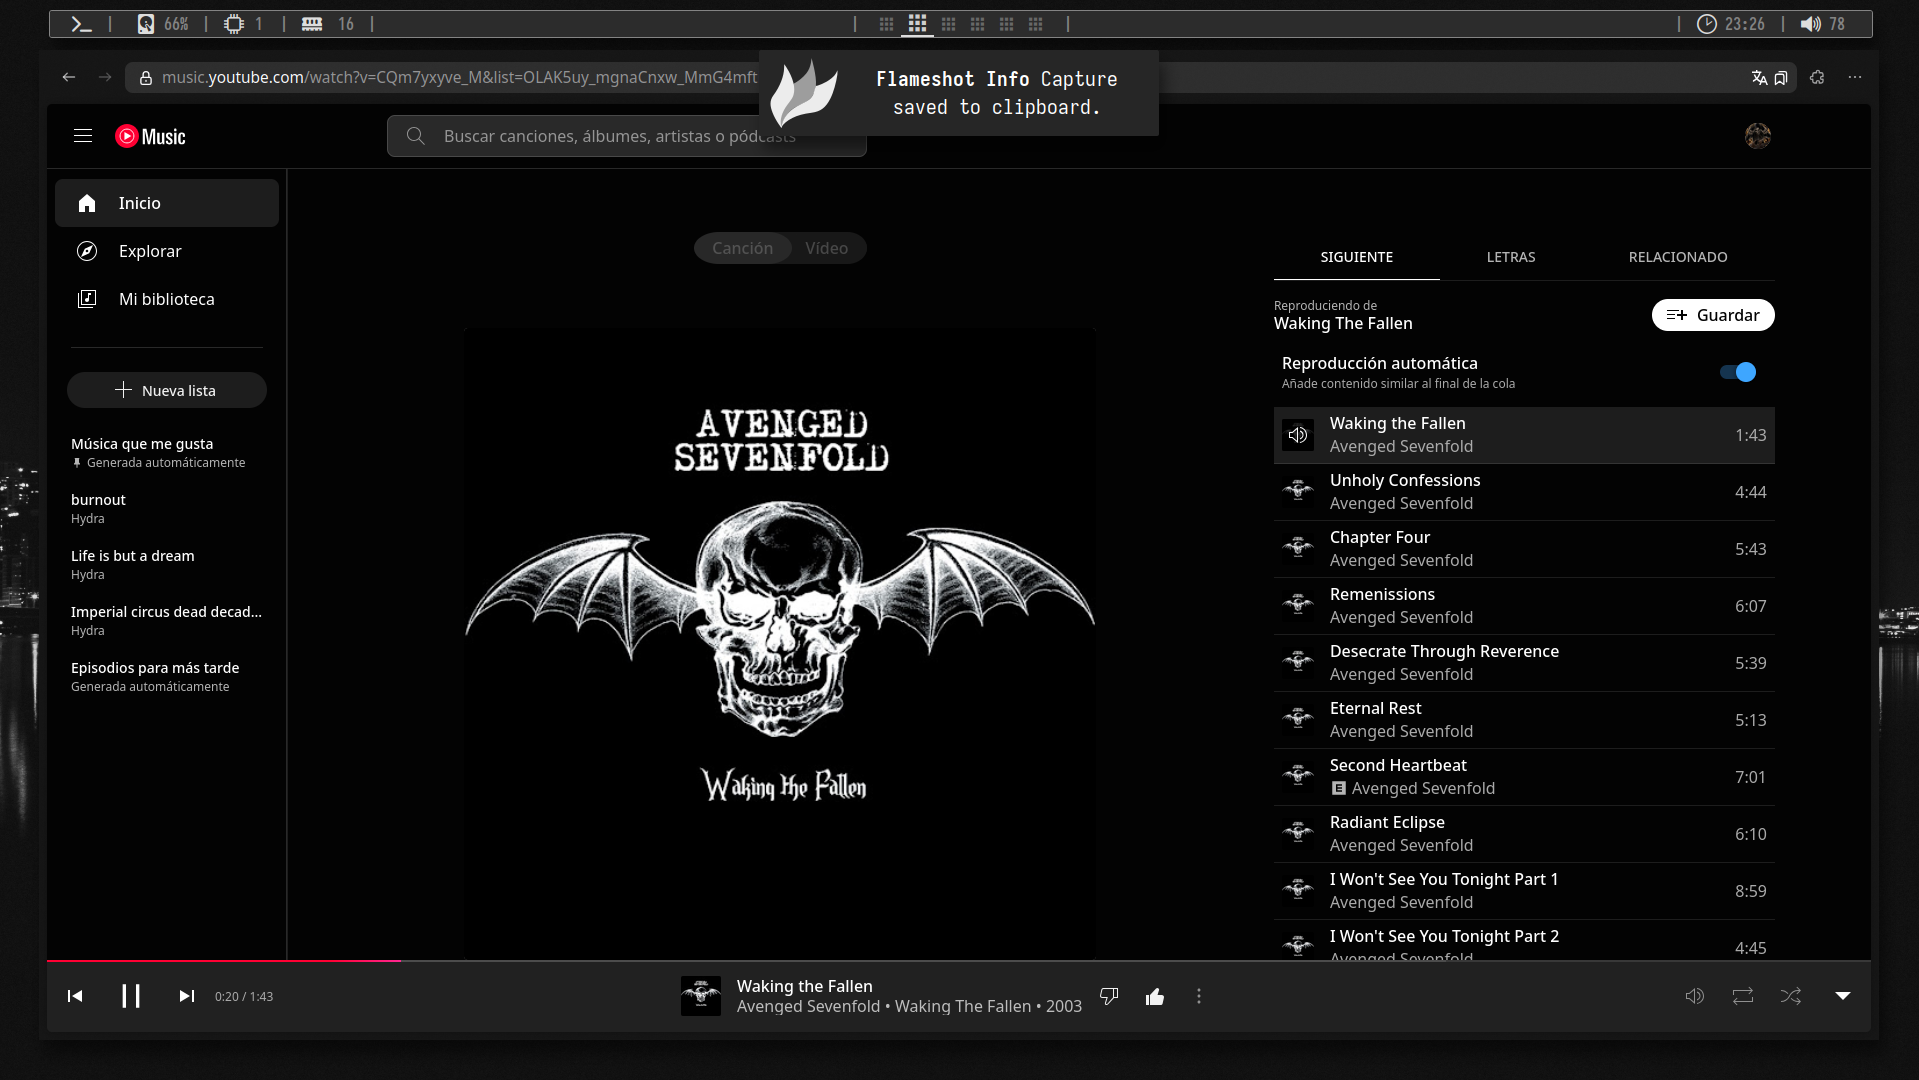 66%
1
16
23:26
78
music.youtube.com/watch?v=CQm7yxyve_M&list=OLAK5uy_mgnaCnxw_MmG4mft
Flameshot Info Capture
saved to clipboard.
Music
Buscar canciones, álbumes, artistas o pódcasts
Inicio
Explorar
Mi biblioteca
Nueva lista
Música que me gusta
Generada automáticamente
burnout
Hydra
Life is but a dream
Hydra
Imperial circus dead decad...
Hydra
Episodios para más tarde
Generada automáticamente
Canción
Vídeo
AVENGED
SEVENFOLD
Waking the Fallen
SIGUIENTE
LETRAS
RELACIONADO
Reproduciendo de
Waking The Fallen
Guardar
Reproducción automática
Añade contenido similar al final de la cola
Waking the Fallen
Avenged Sevenfold
1:43
Unholy Confessions
Avenged Sevenfold
4:44
Chapter Four
Avenged Sevenfold
5:43
Remenissions
Avenged Sevenfold
6:07
Desecrate Through Reverence
Avenged Sevenfold
5:39
Eternal Rest
Avenged Sevenfold
5:13
Second Heartbeat
E Avenged Sevenfold
7:01
Radiant Eclipse
Avenged Sevenfold
6:10
I Won't See You Tonight Part 1
Avenged Sevenfold
8:59
I Won't See You Tonight Part 2
Avenged Sevenfold
4:45
0:20 / 1:43
Waking the Fallen
Avenged Sevenfold • Waking The Fallen • 2003